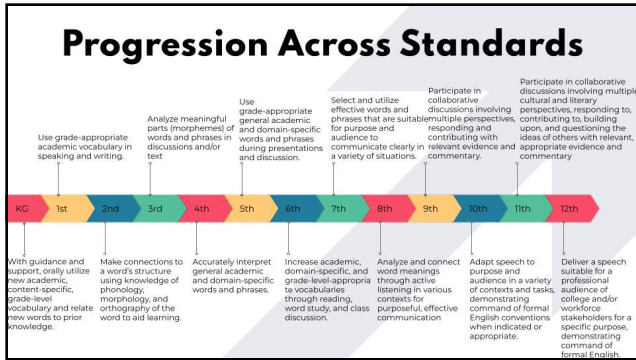 Progression Across Standards
Use grade-appropriate
academic vocabulary in
speaking and writing.
Analyze meaningful
parts (morphemes) of
words and phrases in
discussions and/or
text
Use
grade-appropriate
general academic
and domain-specific
words and phrases
during presentations
and discussion.
Select and utilize
effective words and
phrases that are suitable
for purpose and
audience to
communicate clearly in
a variety of situations.
Participate in
collaborative
discussions involving
multiple perspectives,
responding and
contributing with
relevant evidence and
commentary.
Participate in collaborative
discussions involving multiple
cultural and literary
perspectives, responding to,
contributing to, building
upon, and questioning the
ideas of others with relevant,
appropriate evidence and
commentary
KG 1st 2nd 3rd 4th 5th 6th 7th 8th 9th 10th 11th 12th
With guidance and
support, orally utilize
new academic,
content-specific,
grade-level
vocabulary and relate
new words to prior
knowledge.
Make connections to
a word's structure
using knowledge of
phonology,
morphology, and
orthography of the
word to aid learning.
Accurately interpret
general academic
and domain-specific
words and phrases.
Increase academic,
domain-specific, and
grade-level-appropria
te vocabularies
through reading,
word study, and class
discussion.
Analyze and connect
word meanings
through active
listening in various
contexts for
purposeful, effective
communication
Adapt speech to
purpose and
audience in a variety
of contexts and tasks,
demonstrating
command of formal
English conventions
when indicated or
appropriate.
Deliver a speech
suitable for a
professional
audience of
college and/or
workforce
stakeholders for a
specific purpose,
demonstrating
command of
formal English.